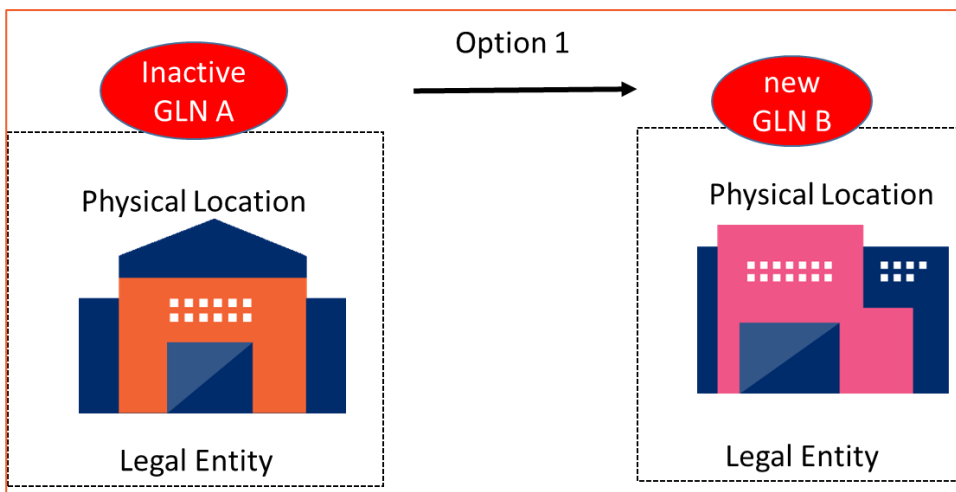 Option 1
Inactive
GLN A
new
GLN B
Physical Location
Physical Location
Legal Entity
Legal Entity